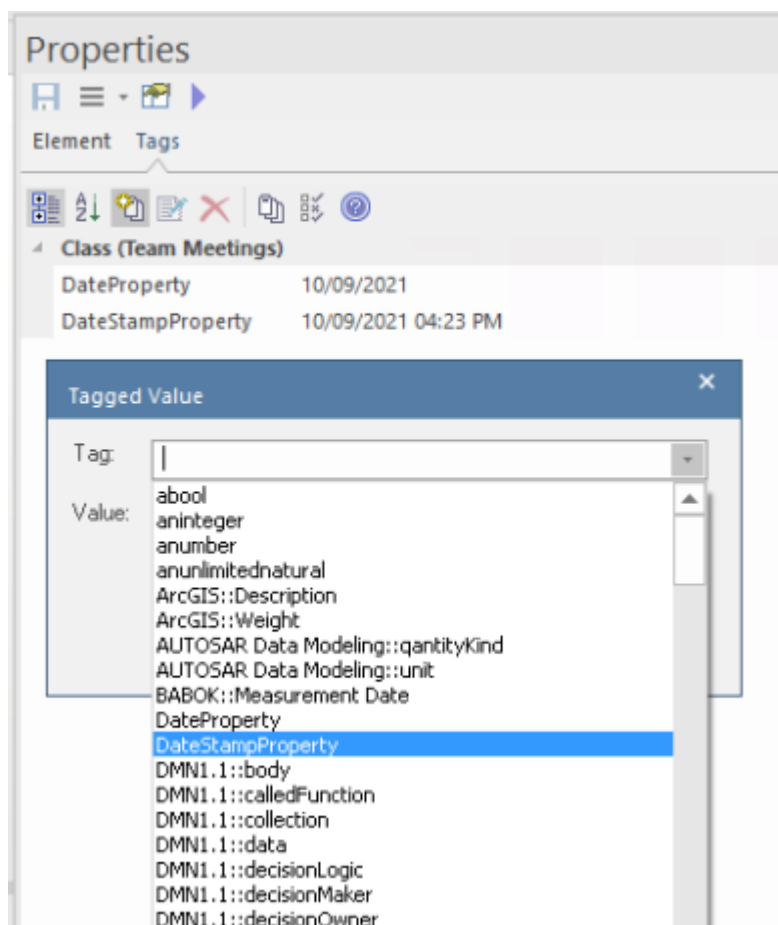 Properties
Element Tags
Class (Team Meetings)
DateProperty 10/09/2021
DateStampProperty 10/09/2021 04:23 PM
Tagged Value
Tag:
Value:
abool
aninteger
anumber
anunlimitednatural
ArcGIS::Description
ArcGIS::Weight
AUTOSAR Data Modeling::qantityKind
AUTOSAR Data Modeling::unit
BABOK::Measurement Date
DateProperty
DateStampProperty
DMN1.1::body
DMN1.1::calledFunction
DMN1.1::collection
DMN1.1::data
DMN1.1::decisionLogic
DMN1.1::decisionMaker
DMN1.1::decisionOwner